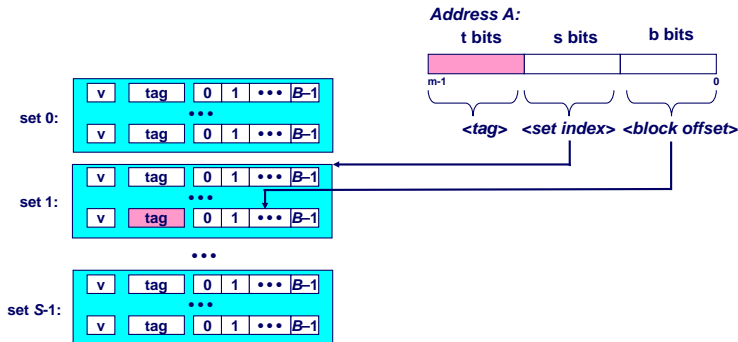 Address A:
t bits s bits b bits
m-1 0
<tag> <set index> <block offset>
v tag 0 1 ••• B–1
set 0: •••
v tag 0 1 ••• B–1
v tag 0 1 ••• B–1
set 1: •••
v tag 0 1 ••• B–1
•••
v tag 0 1 ••• B–1
set S-1: •••
v tag 0 1 ••• B–1